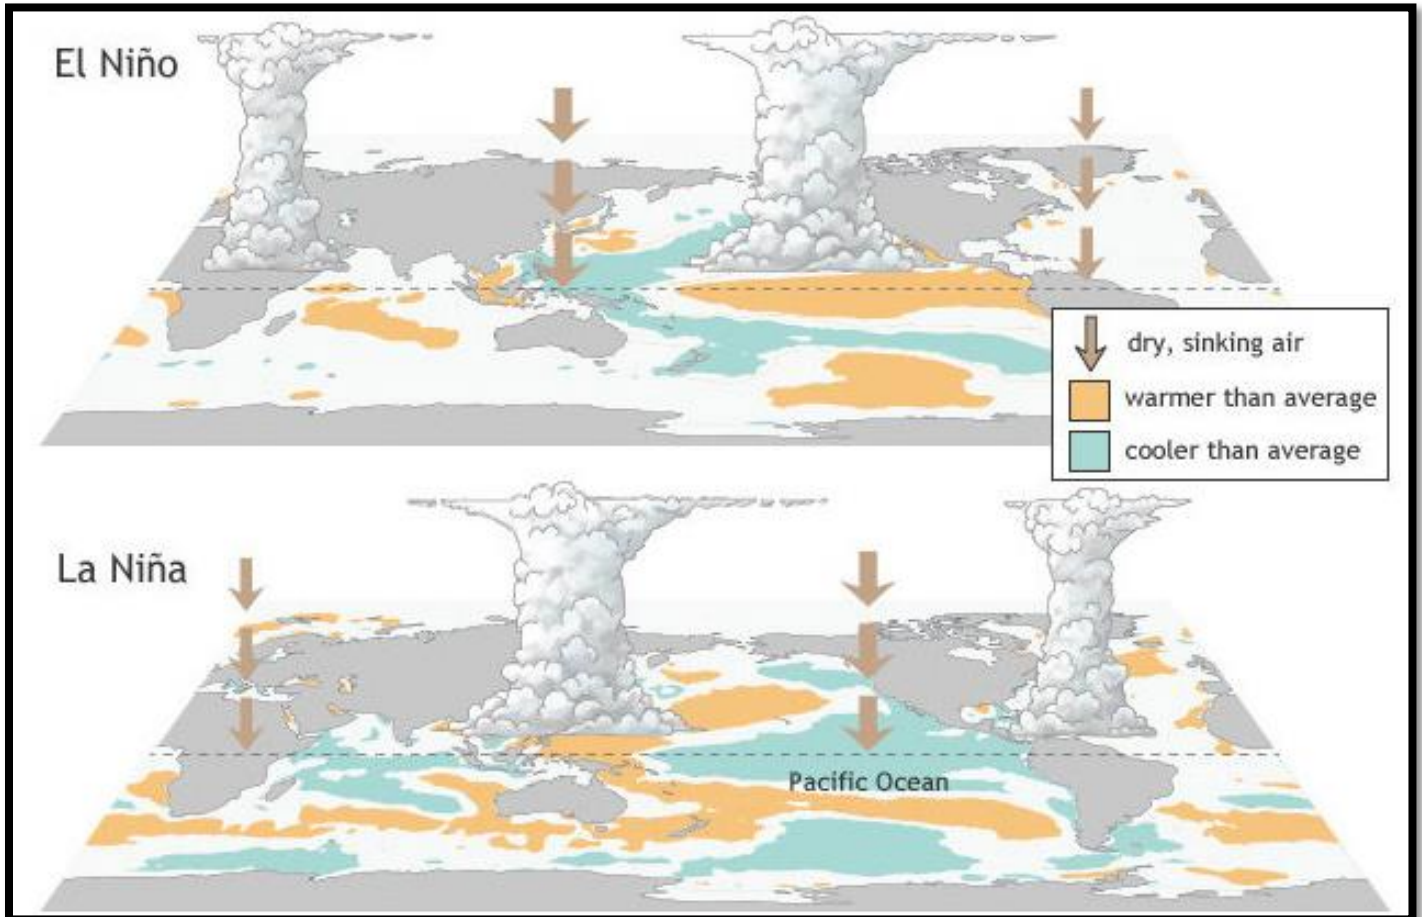 El Niño
dry, sinking air
warmer than average
cooler than average
La Niña
Pacific Ocean